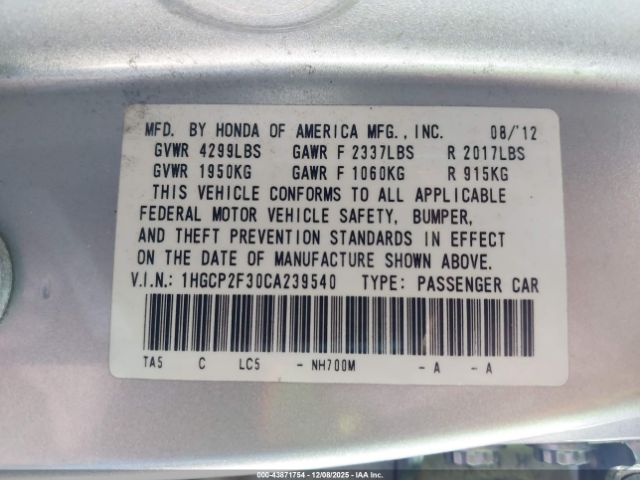 MFD. BY HONDA OF AMERICA MFG., INC. 08/'12
GVWR 4299LBS GAWR F 2337LBS R 2017LBS
GVWR 1950KG GAWR F 1060KG R 915KG
THIS VEHICLE CONFORMS TO ALL APPLICABLE
FEDERAL MOTOR VEHICLE SAFETY, BUMPER,
AND THEFT PREVENTION STANDARDS IN EFFECT
ON THE DATE OF MANUFACTURE SHOWN ABOVE.
V.I.N.: 1HGCP2F30CA239540 TYPE: PASSENGER CAR
TA5 C LC5 - NH700M - A - A
000-43871754 | 12/08/2025 | IAA Inc.